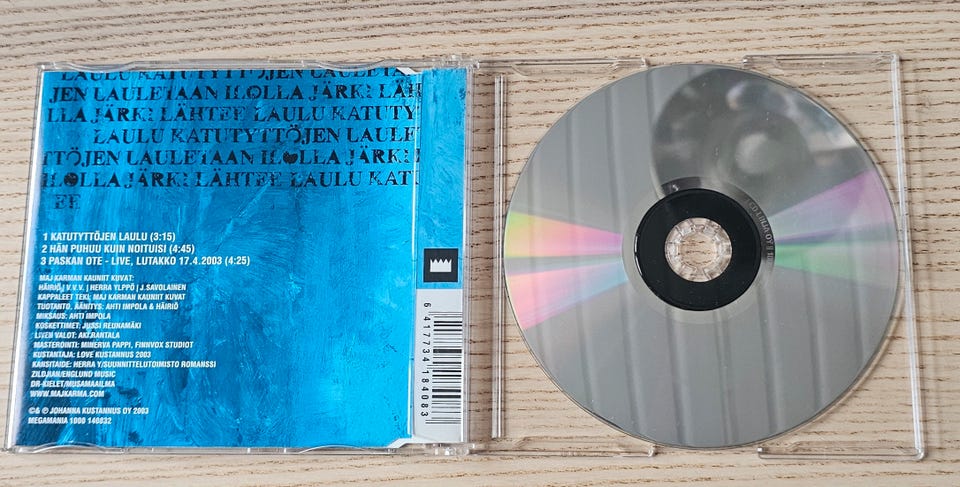 LAULU KATUTYTTÖJEN LAULETA
JEN LAULETAAN ILOLLA JÄRKI LÄH
LLA JÄRKI LÄHTEE LAULU KATUTY
LAULU KATUTYTTÖJEN LAULET
TTÖJEN LAULETAAN ILOLLA JÄRKI
ILOLLA JÄRKI LÄHTEE LAULU KATU
EE
1 KATUTYTTÖJEN LAULU (3:15)
2 HÄN PUHUU KUIN NOITUISI (4:45)
3 PASKAN OTE - LIVE, LUTAKKO 17.4.2003 (4:25)
MAJ KARMAN KAUNIIT KUVAT:
HÄIRIÖ | V.V.V. | HERRA YLPPÖ | J.SAVOLAINEN
KAPPALEET TEKI: MAJ KARMAN KAUNIIT KUVAT
TUOTANTO, ÄÄNITYS: AHTI IMPOLA & HÄIRIÖ
MIKSAUS: AHTI IMPOLA
KOSKETTIMET: JUSSI REUNAMÄKI
LIVEN VALOT: AKI RANTALA
MASTEROINTI: MINERVA PAPPI, FINNVOX STUDIOT
KUSTANTAJA: LOVE KUSTANNUS 2003
KANSITAIDE: HERRA Y/SUUNNITTELUTOIMISTO ROMANSSI
ZILDJIAN/ENGLUND MUSIC
DR-KIELET/MUSAMAAILMA
WWW.MAJKARMA.COM
©& ℗ JOHANNA KUSTANNUS OY 2003
MEGAMANIA 1000 140832
6 417734 184083